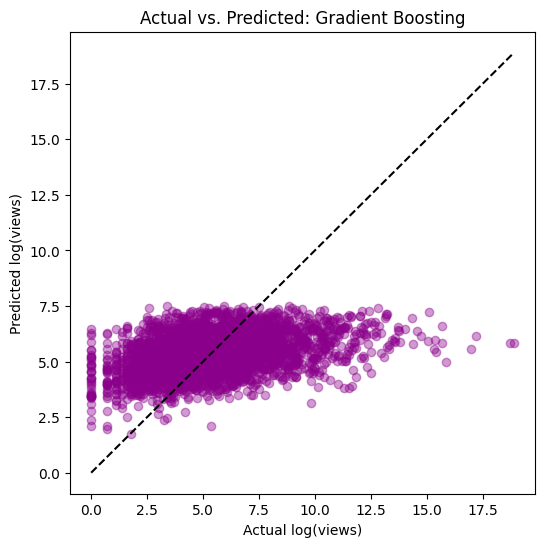 Actual vs. Predicted: Gradient Boosting
Predicted log(views)
17.5
15.0
12.5
10.0
7.5
5.0
2.5
0.0
0.0 2.5 5.0 7.5 10.0 12.5 15.0 17.5
Actual log(views)